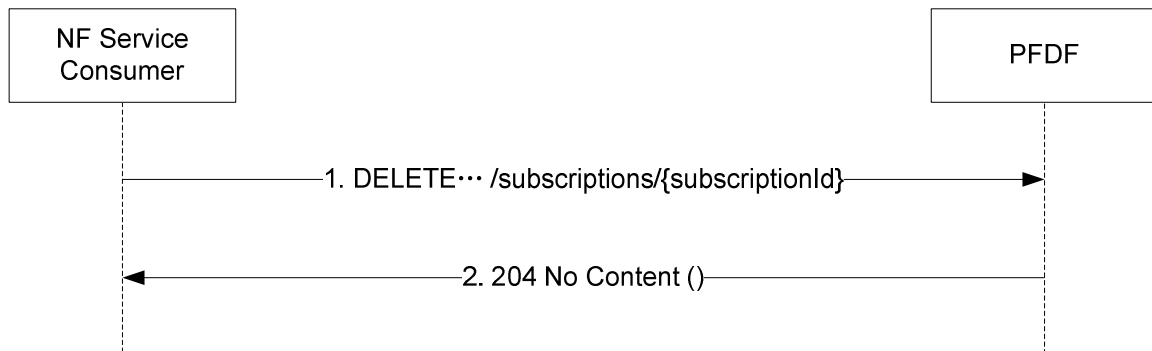 NF Service
Consumer
PFDF
1. DELETE··· /subscriptions/{subscriptionId}
2. 204 No Content ()